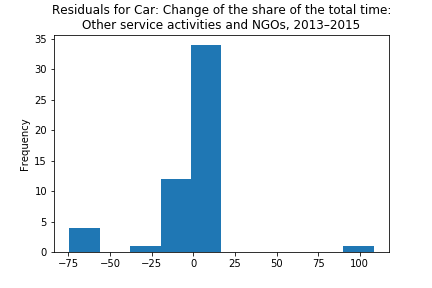 Residuals for Car: Change of the share of the total time:
Other service activities and NGOs, 2013–2015
35
30
25
20
15
10
5
0
Frequency
−75 −50 −25 0 25 50 75 100